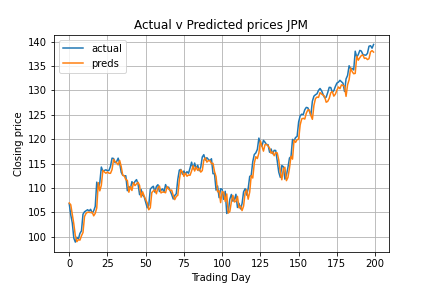 Actual v Predicted prices JPM
actual
preds
Closing price
140
135
130
125
120
115
110
105
100
0 25 50 75 100 125 150 175 200
Trading Day